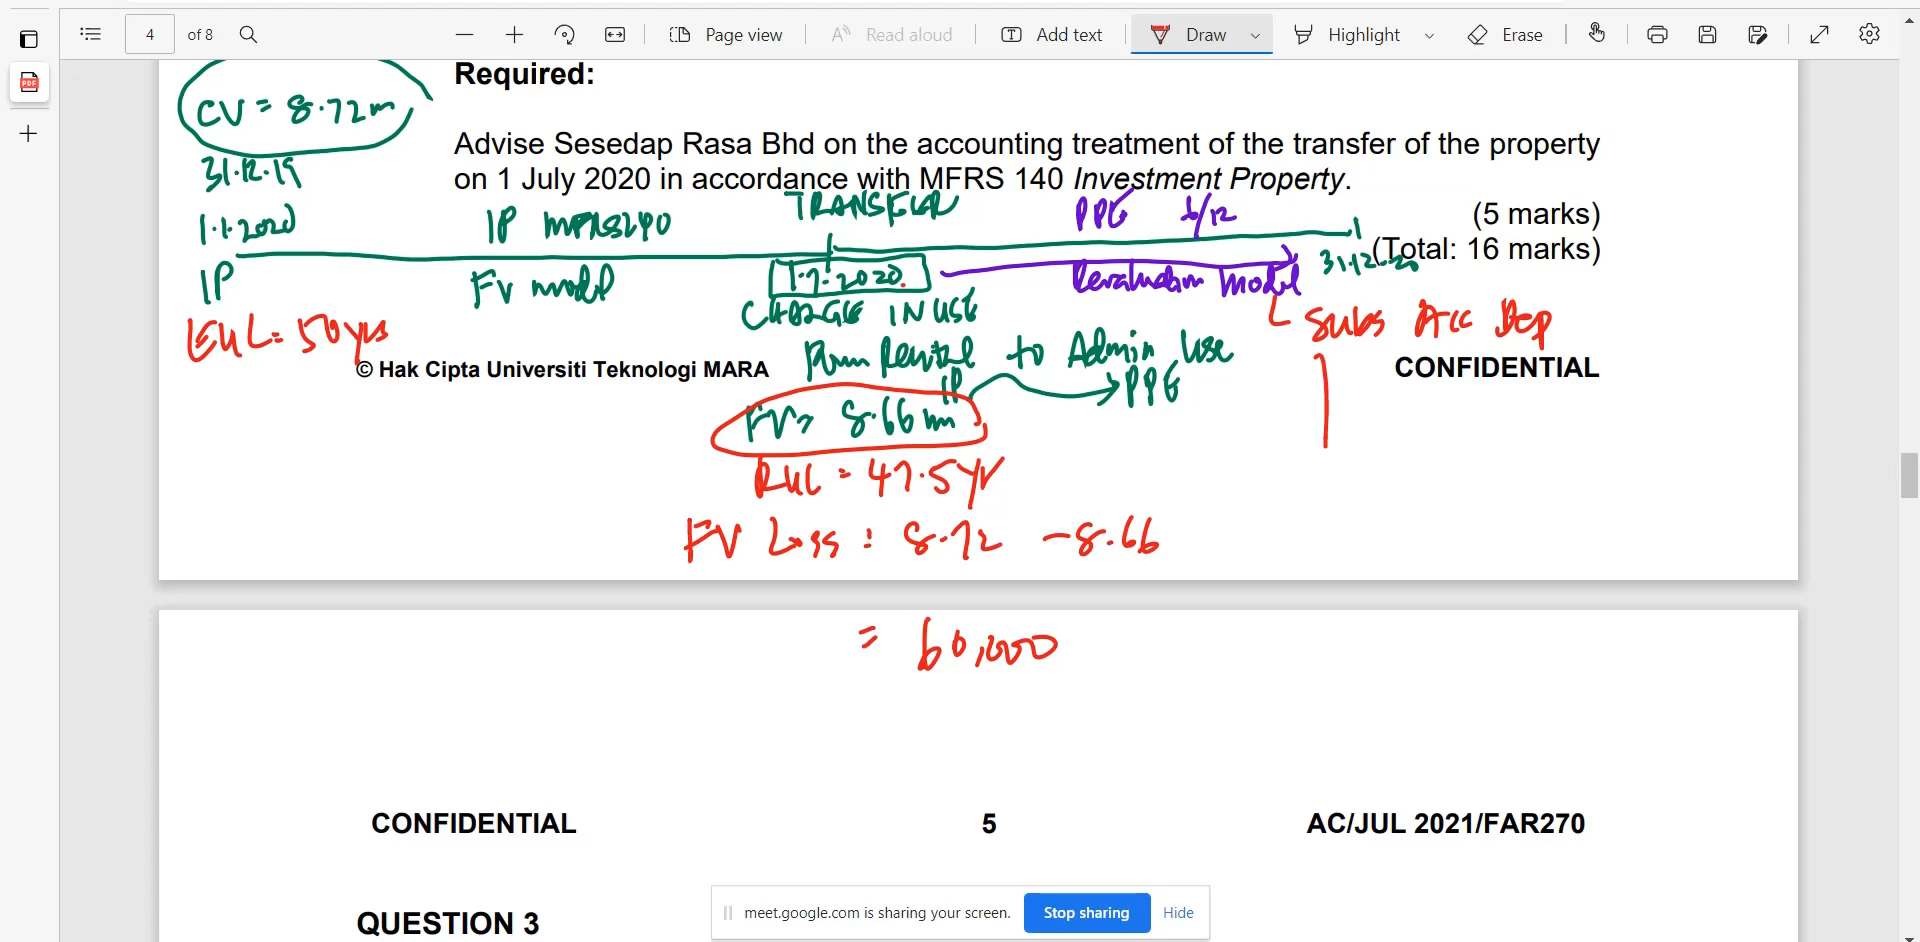 4 of 8
Page view
Read aloud
Add text
Draw
Highlight
Erase
Required:
CV = 8.72m
Advise Sesedap Rasa Bhd on the accounting treatment of the transfer of the property
on 1 July 2020 in accordance with MFRS 140 Investment Property.
31.12.19
TRANSFER
PPE 6/12
(5 marks)
1.1.2020
IP MFRS140
(Total: 16 marks)
IP
FV model
1.7.2020
Revaluation Model
31.12.20
CHANGE IN USE
Subs Acc Dep
EUL = 50 yrs
From Rental to Admin Use
© Hak Cipta Universiti Teknologi MARA
CONFIDENTIAL
IP
PPE
FV = 8.66m
RUL = 47.5 yr
FV Loss : 8.72 - 8.66
= 60,000
CONFIDENTIAL
5
AC/JUL 2021/FAR270
QUESTION 3
meet.google.com is sharing your screen.
Stop sharing
Hide